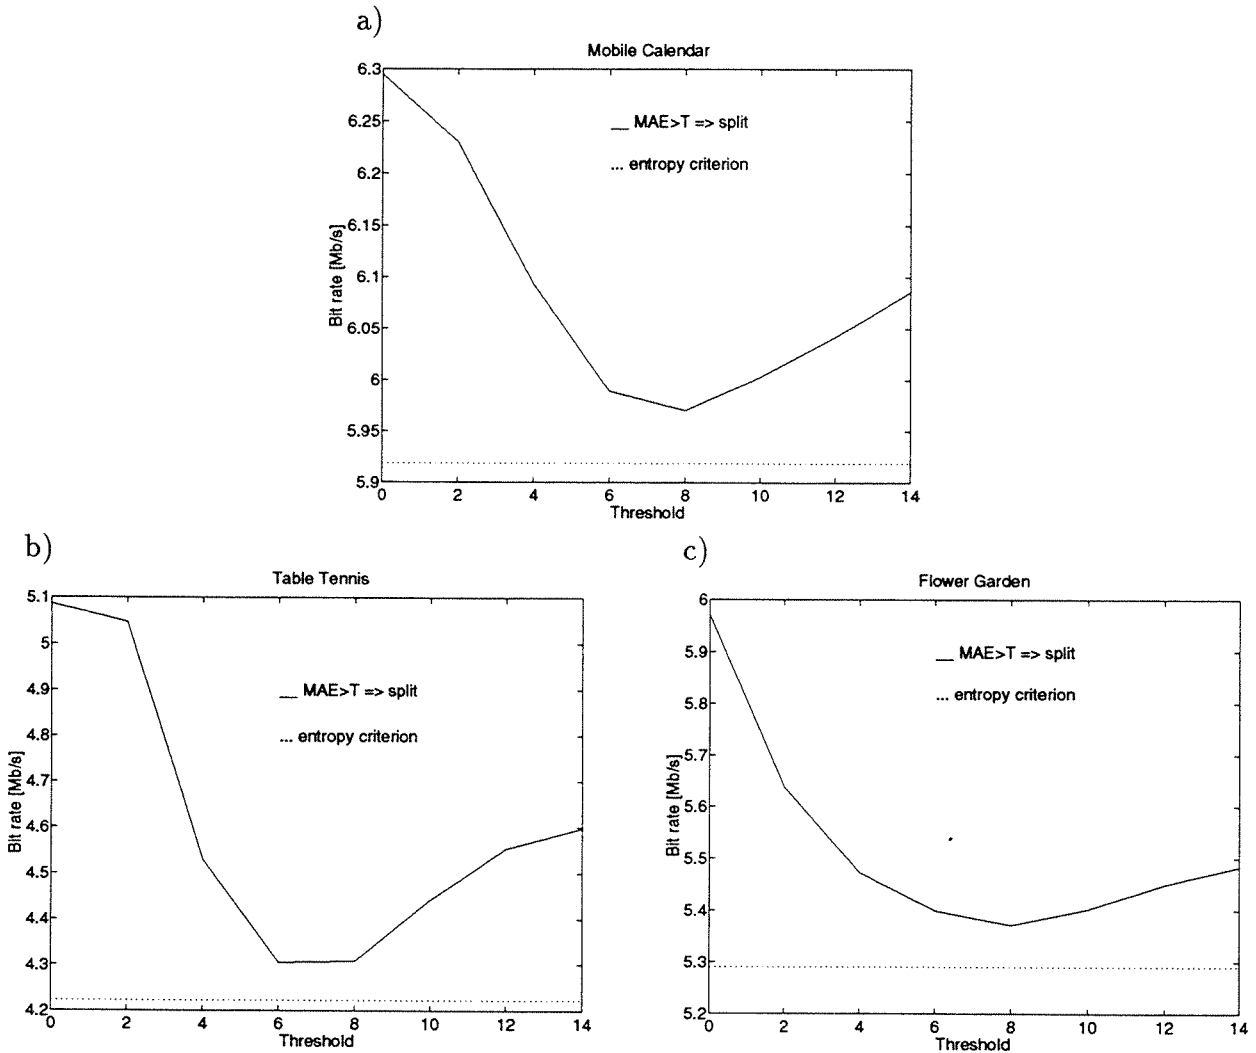 a)
Mobile Calendar
6.3
6.25
6.2
6.15
6.1
6.05
6
5.95
5.9
Bit rate [Mb/s]
__ MAE>T => split
... entropy criterion
0 2 4 6 8 10 12 14
Threshold
b)
Table Tennis
5.1
5
4.9
4.8
4.7
4.6
4.5
4.4
4.3
4.2
Bit rate [Mb/s]
__ MAE>T => split
... entropy criterion
0 2 4 6 8 10 12 14
Threshold
c)
Flower Garden
6
5.9
5.8
5.7
5.6
5.5
5.4
5.3
5.2
Bit rate [Mb/s]
__ MAE>T => split
... entropy criterion
0 2 4 6 8 10 12 14
Threshold